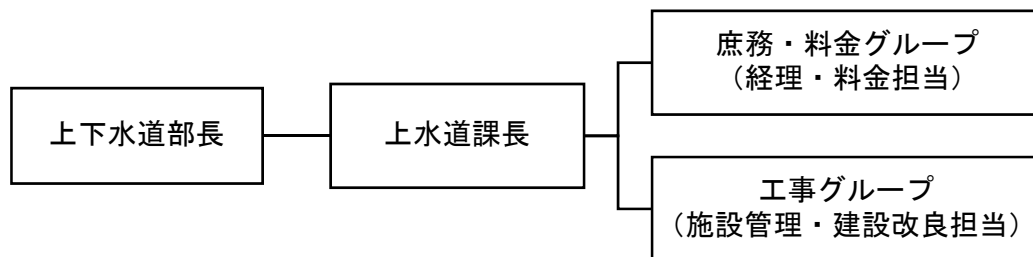 上下水道部長
上水道課長
庶務・料金グループ
（経理・料金担当）
工事グループ
（施設管理・建設改良担当）